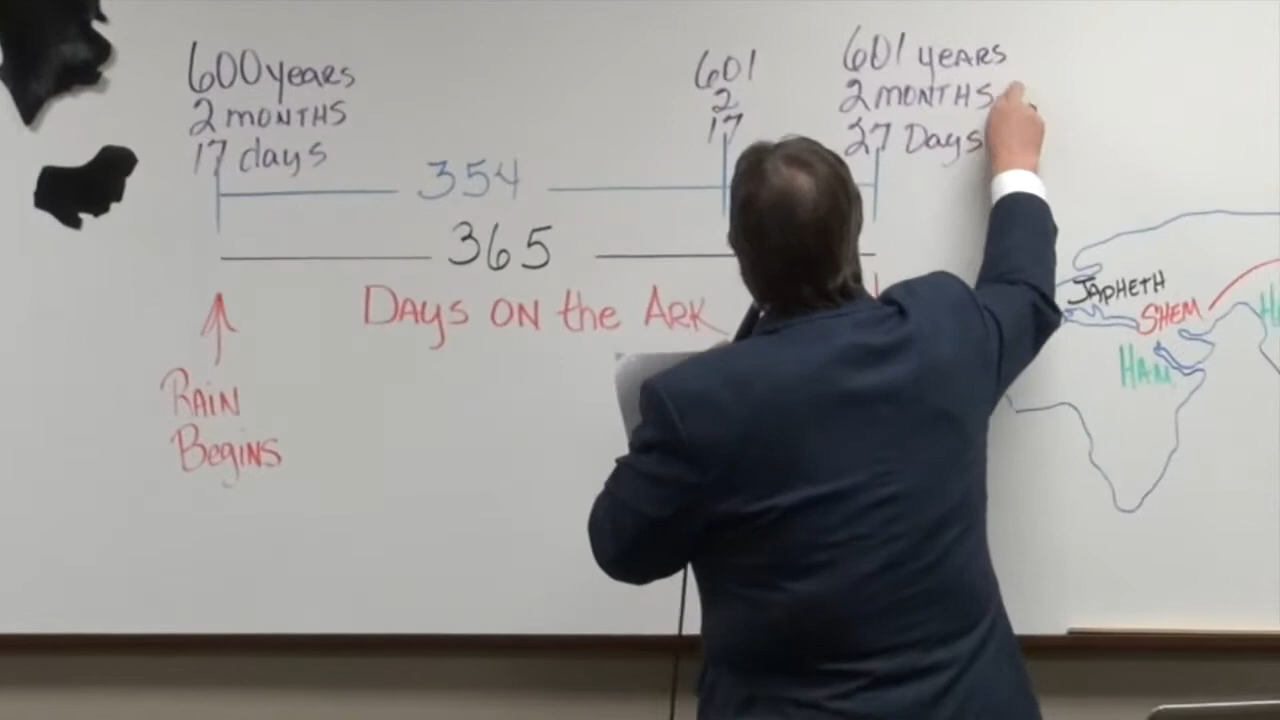 600 years
2 MONTHS
17 days
601
2
17
601 years
2 MONTHS
27 Days
354
365
Days ON the ARK
RAIN
Begins
JAPHETH
SHEM
HAM